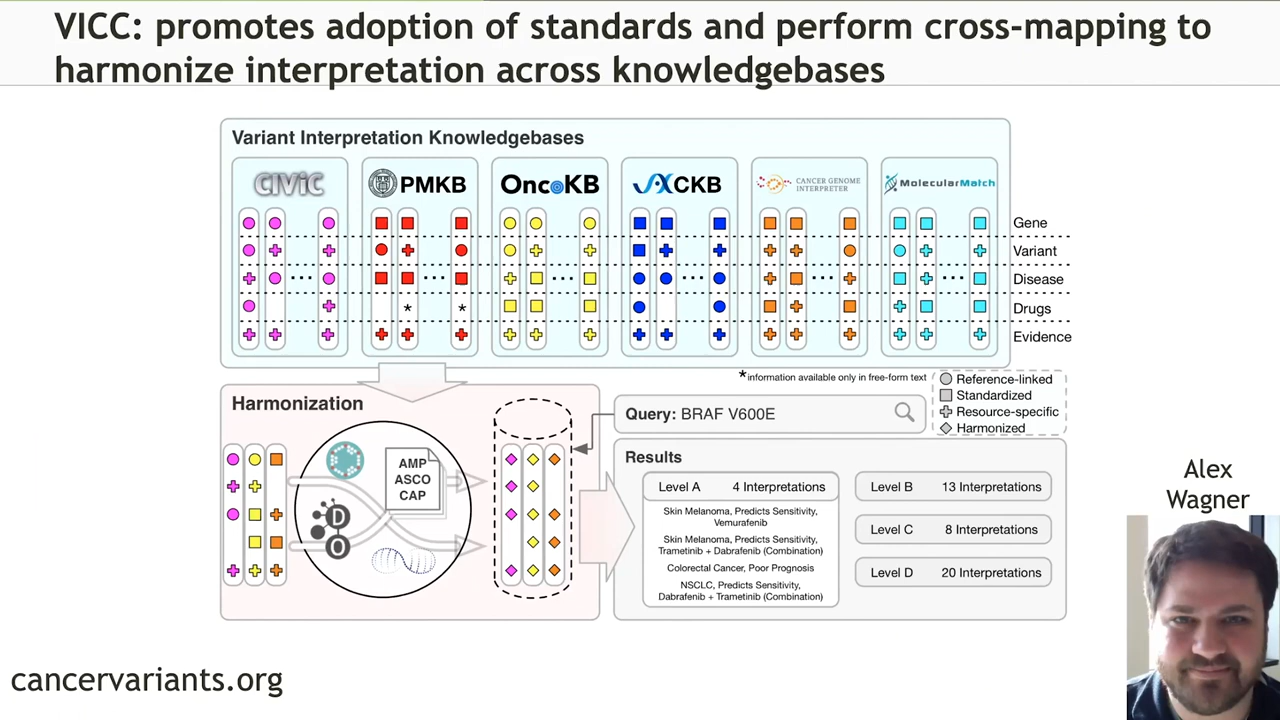 VICC: promotes adoption of standards and perform cross-mapping to
harmonize interpretation across knowledgebases
Variant Interpretation Knowledgebases
CIViC
PMKB
OncoKB
JAX CKB
CANCER GENOME
INTERPRETER
MolecularMatch
Gene
Variant
Disease
Drugs
* *
Evidence
*information available only in free-form text
Reference-linked
Standardized
Resource-specific
Harmonized
Harmonization
AMP
ASCO
CAP
D
O
Query: BRAF V600E
Results
Level A 4 Interpretations
Skin Melanoma, Predicts Sensitivity,
Vemurafenib
Skin Melanoma, Predicts Sensitivity,
Trametinib + Dabrafenib (Combination)
Colorectal Cancer, Poor Prognosis
NSCLC, Predicts Sensitivity,
Dabrafenib + Trametinib (Combination)
Level B 13 Interpretations
Level C 8 Interpretations
Level D 20 Interpretations
Alex
Wagner
cancervariants.org